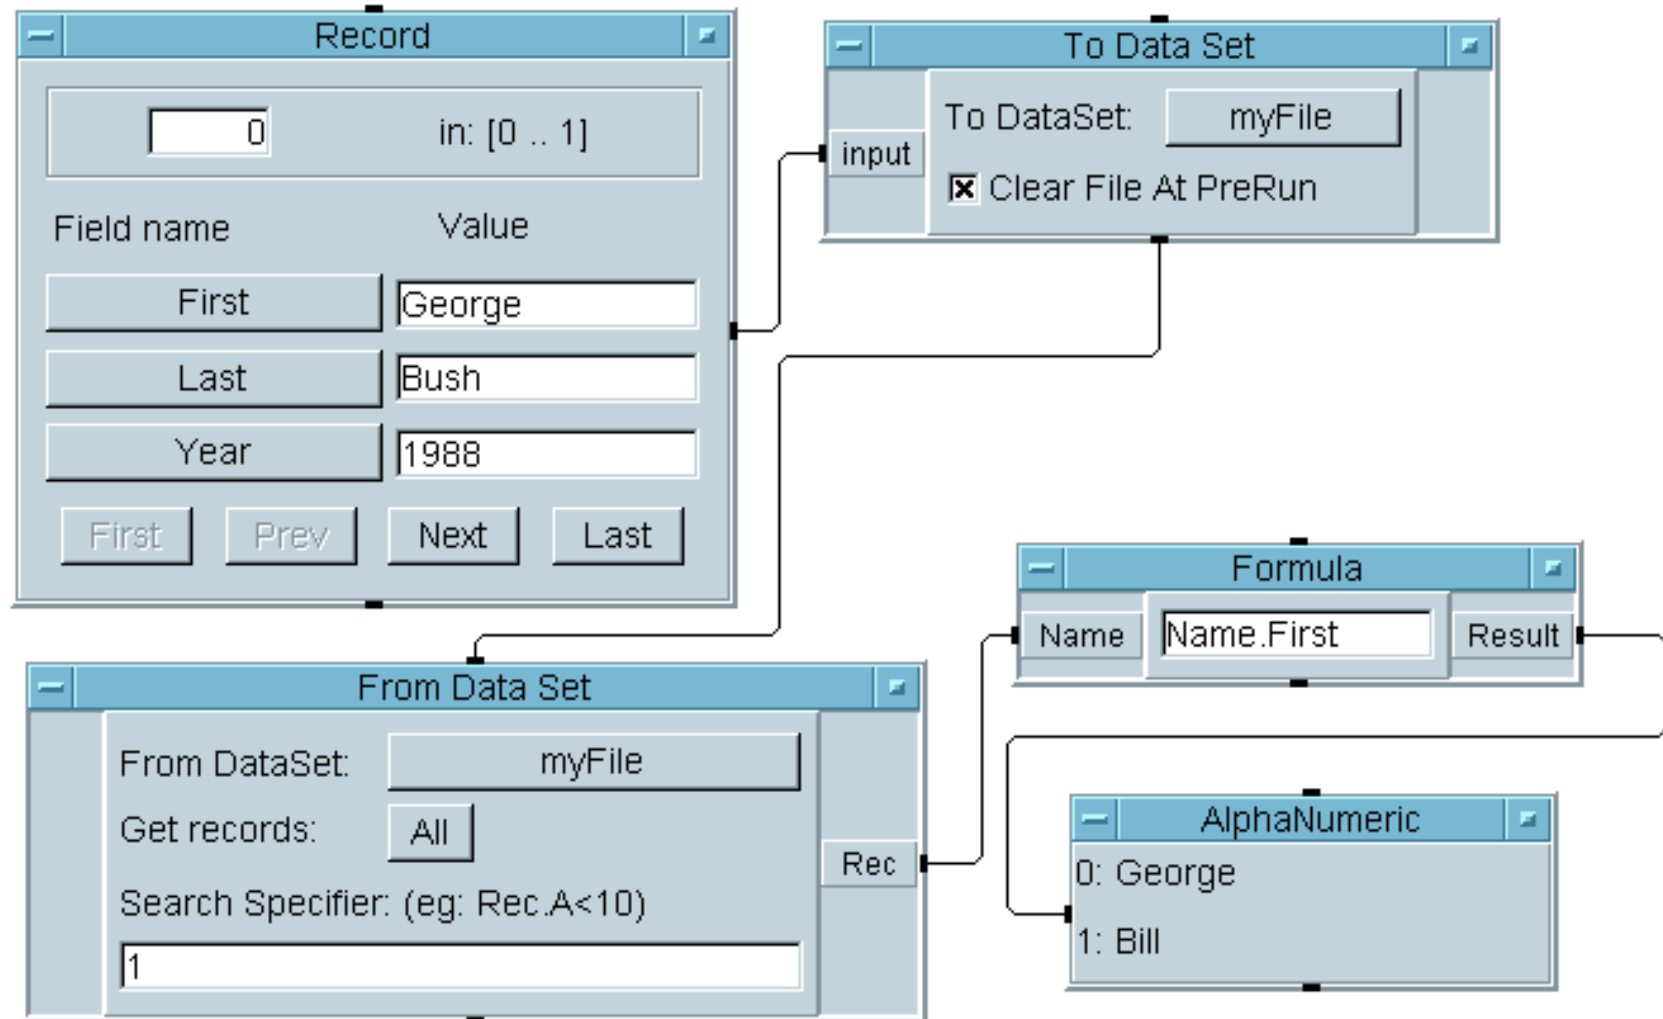 Record
0 in: [0 .. 1]
Field name Value
First George
Last Bush
Year 1988
First Prev Next Last
To Data Set
To DataSet: myFile
input
Clear File At PreRun
From Data Set
From DataSet: myFile
Get records: All
Rec
Search Specifier: (eg: Rec.A<10)
1
Formula
Name Name.First Result
AlphaNumeric
0: George
1: Bill